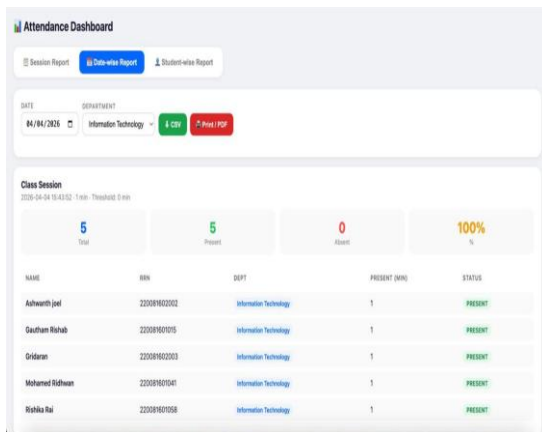 Attendance Dashboard
Session Report Date-wise Report Student-wise Report
DATE DEPARTMENT
04/04/2026 Information Technology CSV Print / PDF
Class Session
2026-04-04 16:43:52 · 1 min · Threshold: 0 min
5 5 0 100%
Total Present Absent %
NAME RRN DEPT PRESENT (MIN) STATUS
Ashwanth joel 220081602002 Information Technology 1 PRESENT
Gautham Rishab 220081601015 Information Technology 1 PRESENT
Gridaran 220081602003 Information Technology 1 PRESENT
Mohamed Ridhwan 220081601041 Information Technology 1 PRESENT
Rishika Rai 220081601058 Information Technology 1 PRESENT